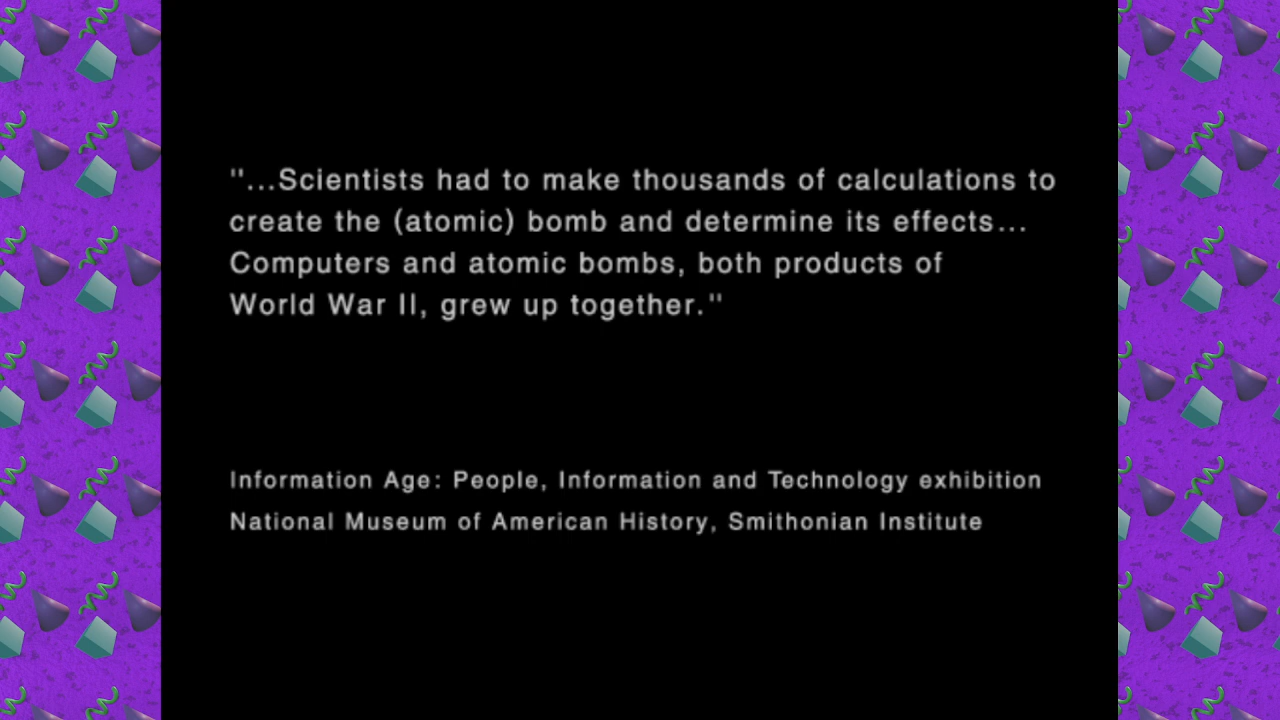 "...Scientists had to make thousands of calculations to
create the (atomic) bomb and determine its effects...
Computers and atomic bombs, both products of
World War II, grew up together."
Information Age: People, Information and Technology exhibition
National Museum of American History, Smithonian Institute